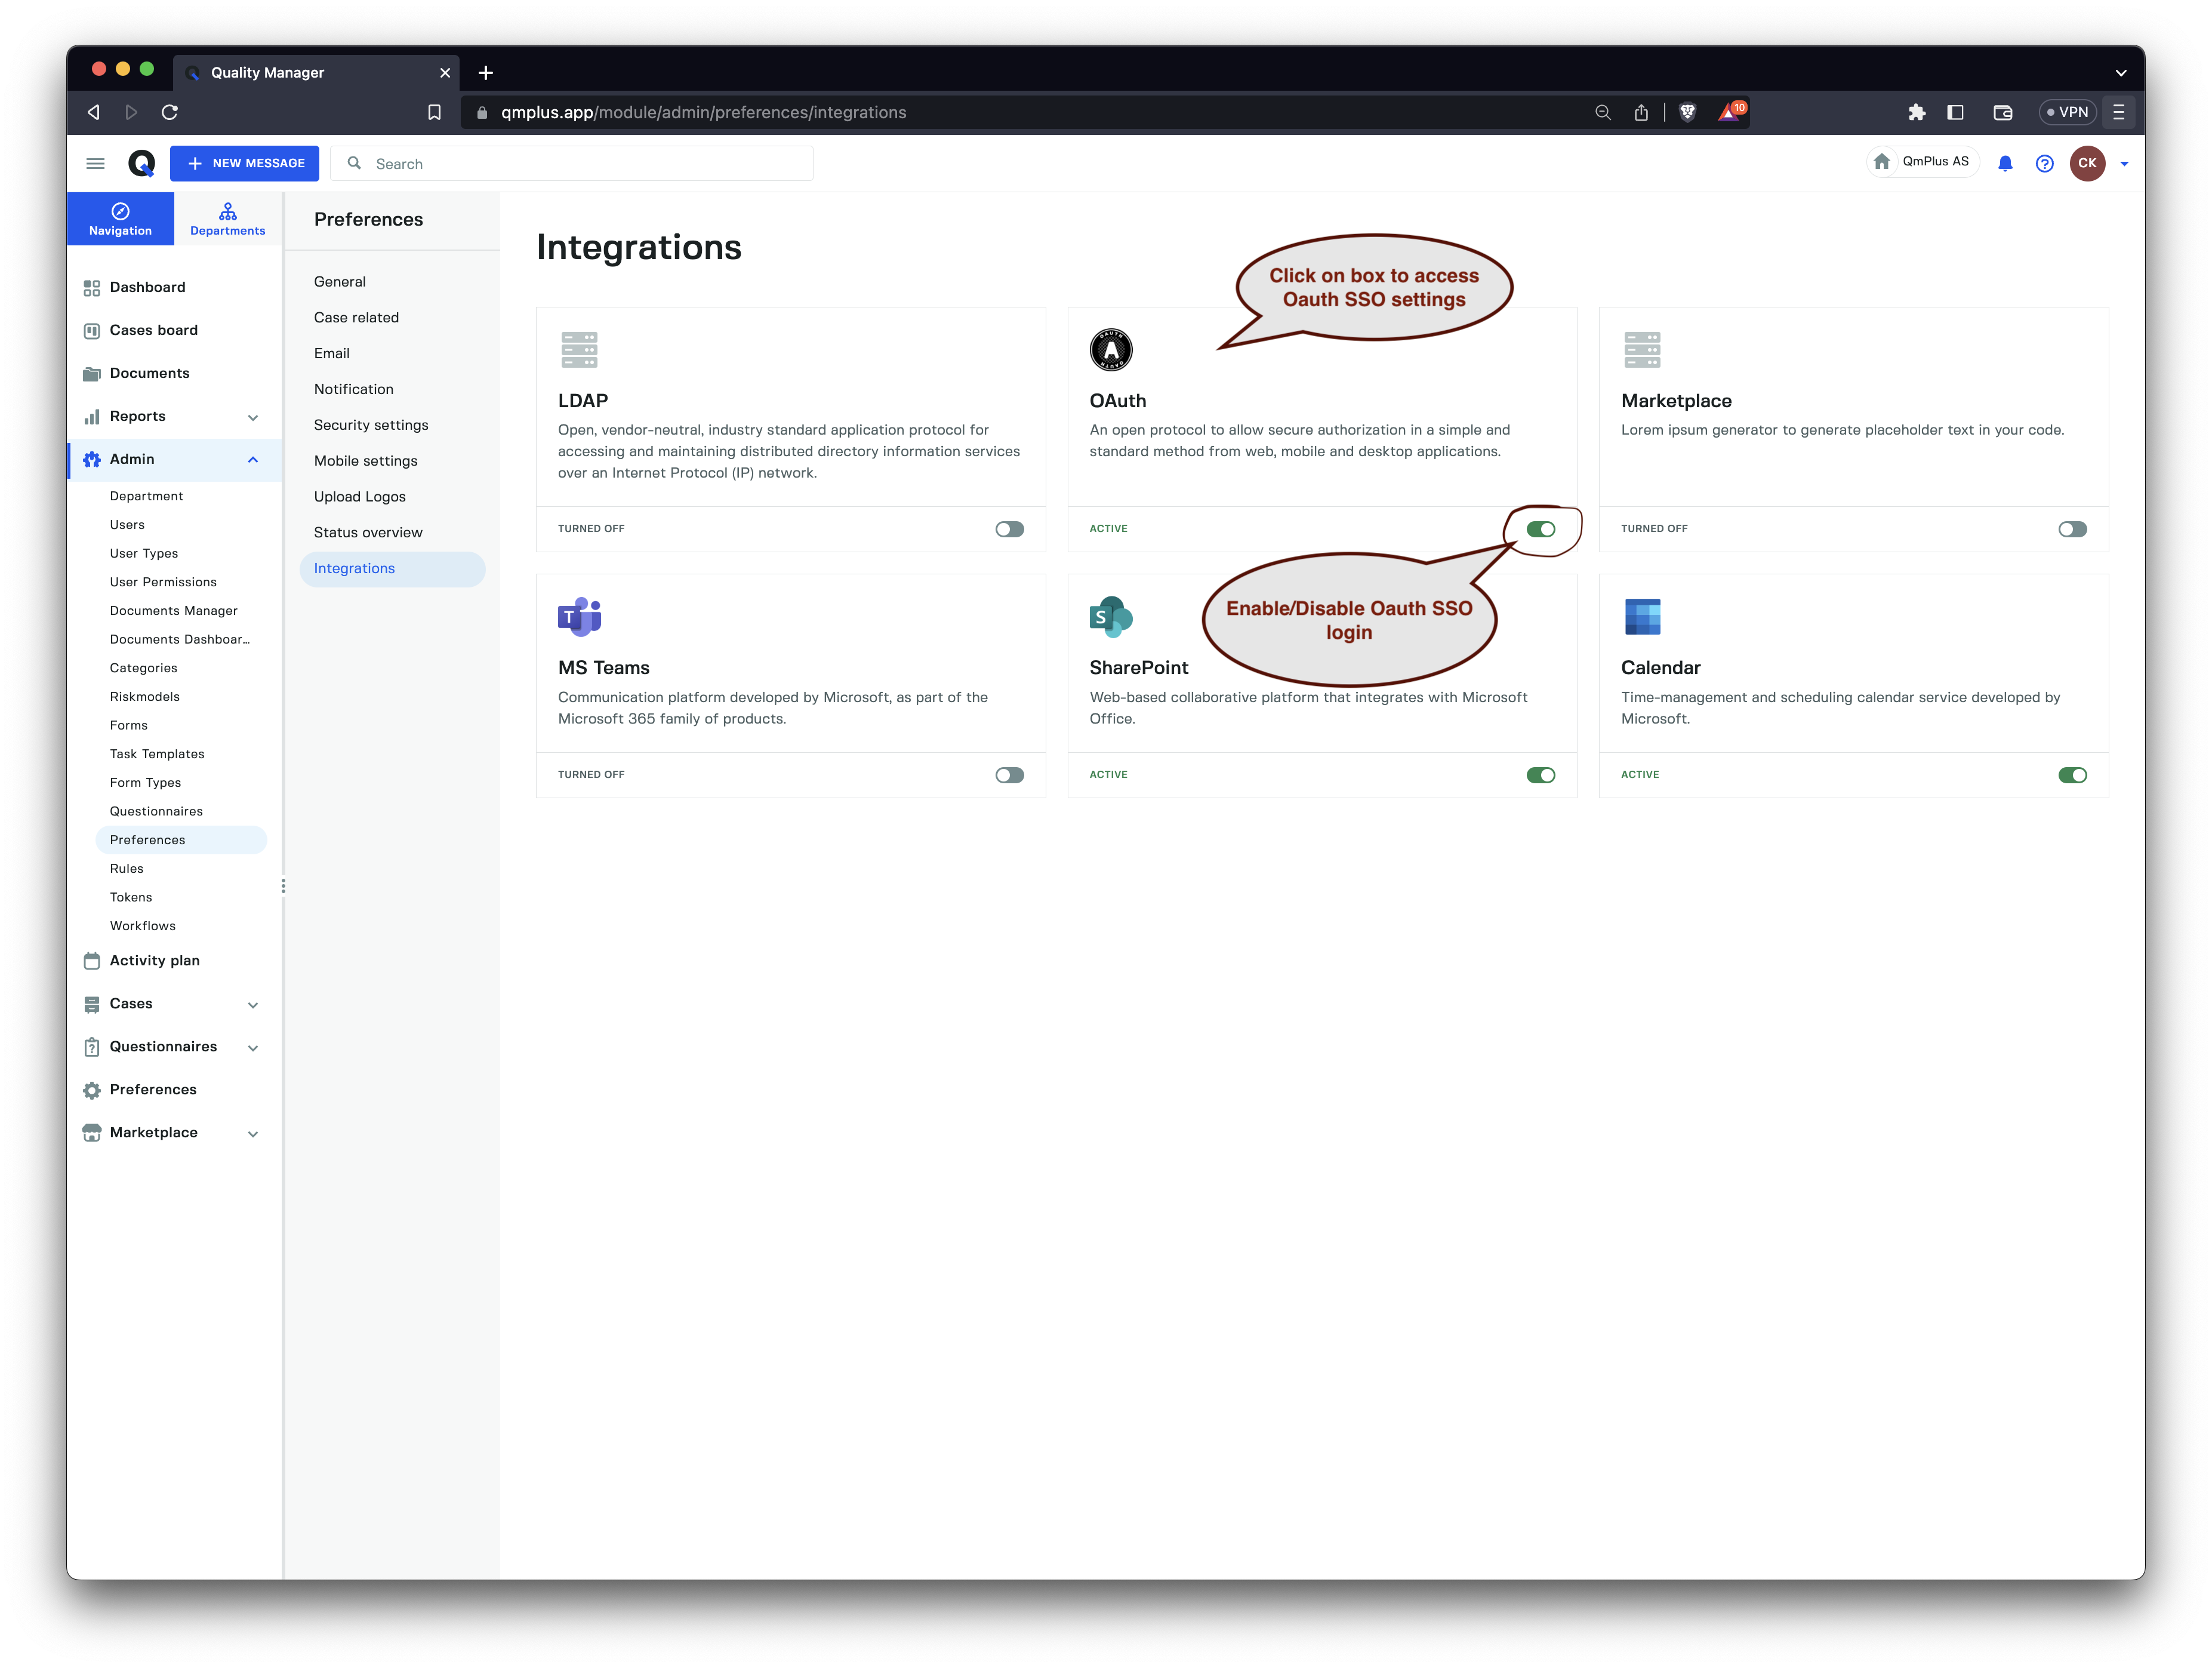 Quality Manager
qmplus.app/module/admin/preferences/integrations
10
VPN
NEW MESSAGE
Search
QmPlus AS
CK
Navigation
Departments
Dashboard
Cases board
Documents
Reports
Admin
Department
Users
User Types
User Permissions
Documents Manager
Documents Dashboar...
Categories
Riskmodels
Forms
Task Templates
Form Types
Questionnaires
Preferences
Rules
Tokens
Workflows
Activity plan
Cases
Questionnaires
Preferences
Marketplace
Preferences
General
Case related
Email
Notification
Security settings
Mobile settings
Upload Logos
Status overview
Integrations
Integrations
Click on box to access
Oauth SSO settings
LDAP
Open, vendor-neutral, industry standard application protocol for
accessing and maintaining distributed directory information services
over an Internet Protocol (IP) network.
TURNED OFF
OAUTH
A
OAuth
An open protocol to allow secure authorization in a simple and
standard method from web, mobile and desktop applications.
ACTIVE
Marketplace
Lorem ipsum generator to generate placeholder text in your code.
TURNED OFF
Enable/Disable Oauth SSO
login
T
MS Teams
Communication platform developed by Microsoft, as part of the
Microsoft 365 family of products.
TURNED OFF
S
SharePoint
Web-based collaborative platform that integrates with Microsoft
Office.
ACTIVE
Calendar
Time-management and scheduling calendar service developed by
Microsoft.
ACTIVE